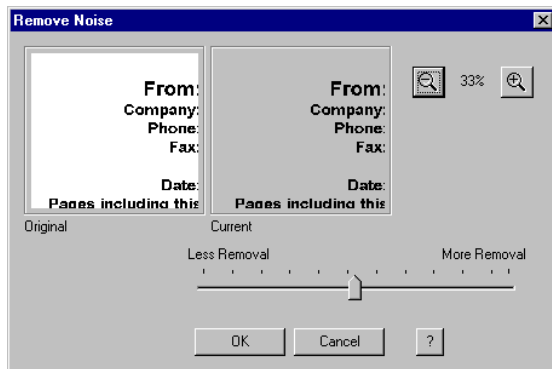 Remove Noise
From:
Company:
Phone:
Fax:
Date:
Pages including this
From:
Company:
Phone:
Fax:
Date:
Pages including this
33%
Original
Current
Less Removal
More Removal
OK
Cancel
?